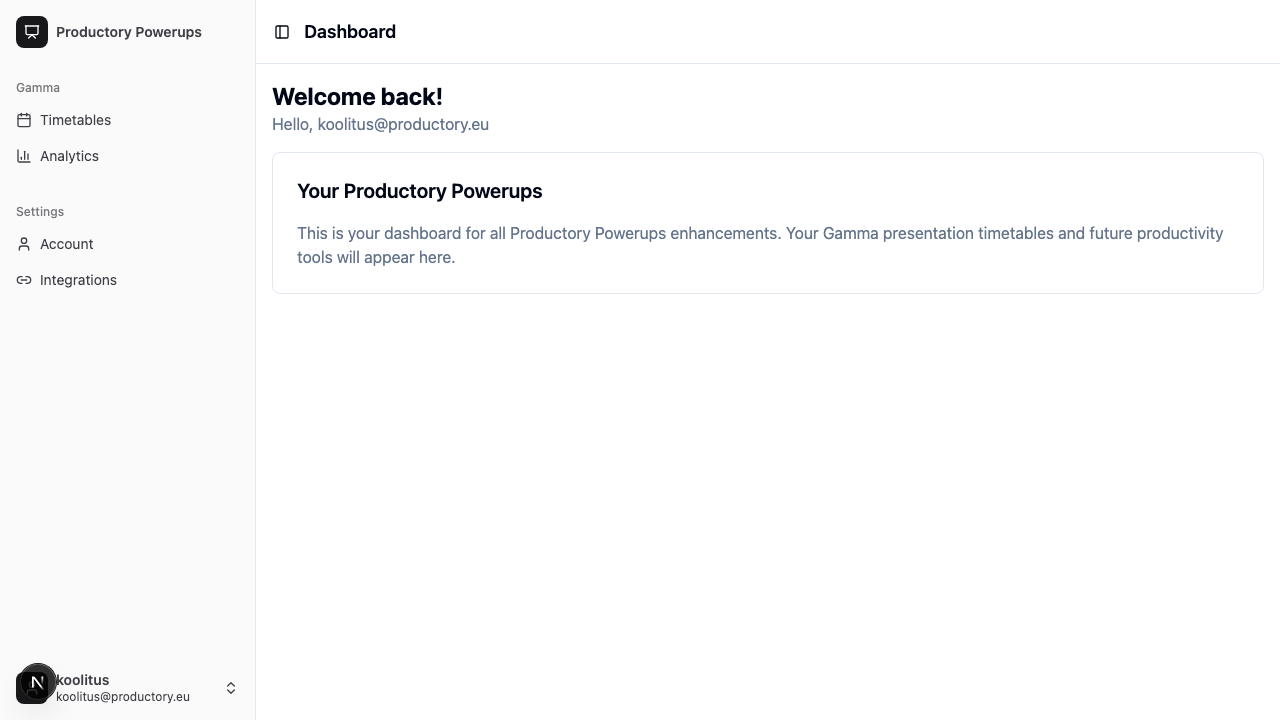 Productory Powerups
Gamma
Timetables
Analytics
Settings
Account
Integrations
koolitus
koolitus@productory.eu
N
Dashboard
Welcome back!
Hello, koolitus@productory.eu
Your Productory Powerups
This is your dashboard for all Productory Powerups enhancements. Your Gamma presentation timetables and future productivity
tools will appear here.